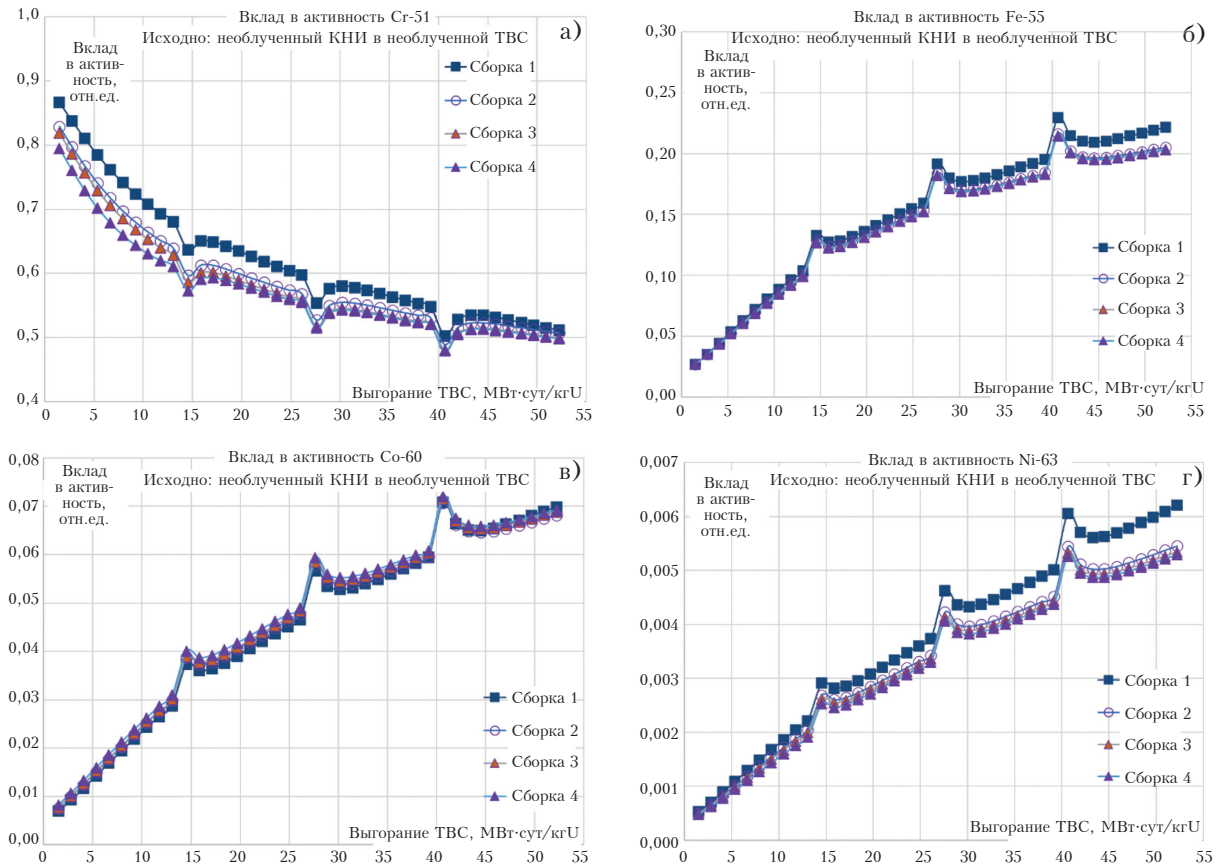 Вклад в активность Cr-51
Исходно: необлученный КНИ в необлученной ТВС
а)
Вклад
в актив-
ность,
отн.ед.
1,0
0,9
0,8
0,7
0,6
0,5
0,4
Сборка 1
Сборка 2
Сборка 3
Сборка 4
Выгорание ТВС, МВт·сут/кгU
0 5 10 15 20 25 30 35 40 45 50 55
Вклад в активность Fe-55
Исходно: необлученный КНИ в необлученной ТВС
б)
Вклад
в актив-
ность,
отн.ед.
0,30
0,25
0,20
0,15
0,10
0,05
0,00
Сборка 1
Сборка 2
Сборка 3
Сборка 4
Выгорание ТВС, МВт·сут/кгU
0 5 10 15 20 25 30 35 40 45 50 55
Вклад в активность Co-60
Исходно: необлученный КНИ в необлученной ТВС
в)
Вклад
в актив-
ность,
отн.ед.
0,08
0,07
0,06
0,05
0,04
0,03
0,02
0,01
0,00
Сборка 1
Сборка 2
Сборка 3
Сборка 4
Выгорание ТВС, МВт·сут/кгU
0 5 10 15 20 25 30 35 40 45 50 55
Вклад в активность Ni-63
Исходно: необлученный КНИ в необлученной ТВС
г)
Вклад
в актив-
ность,
отн.ед.
0,007
0,006
0,005
0,004
0,003
0,002
0,001
0,000
Сборка 1
Сборка 2
Сборка 3
Сборка 4
Выгорание ТВС, МВт·сут/кгU
0 5 10 15 20 25 30 35 40 45 50 55